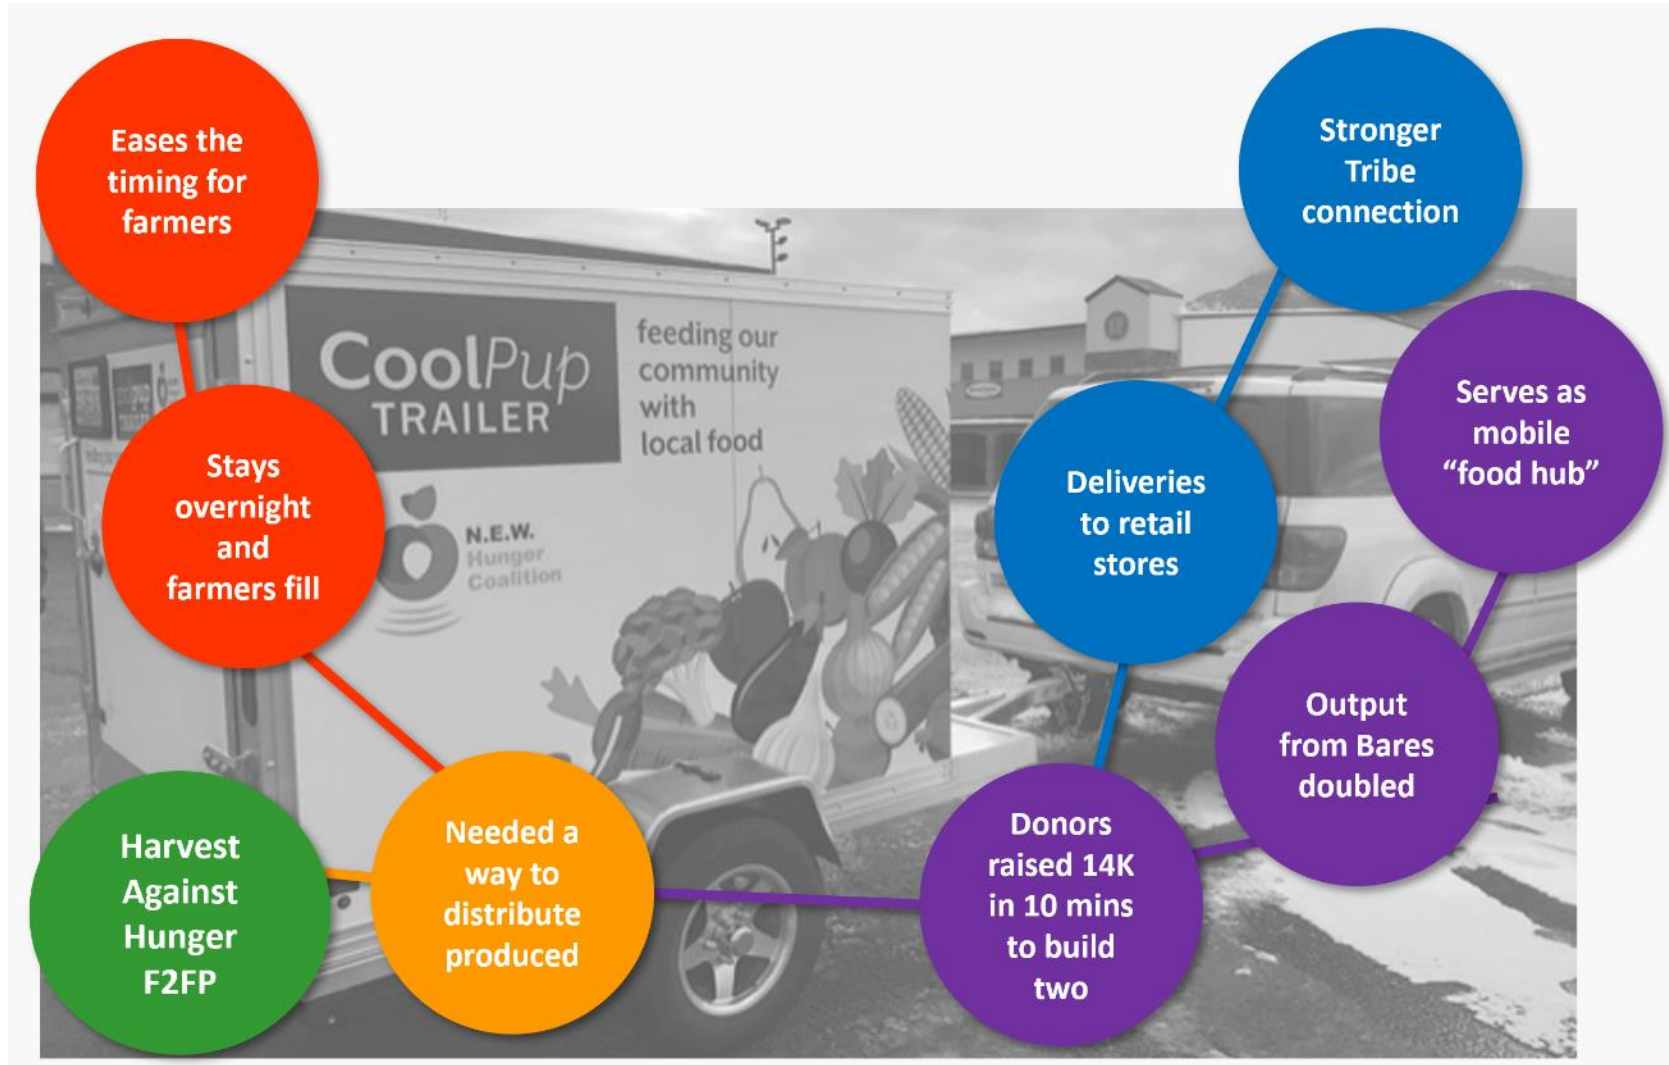 Eases the
timing for
farmers
Stays
overnight
and
farmers fill
Harvest
Against
Hunger
F2FP
Needed a
way to
distribute
produced
Donors
raised 14K
in 10 mins
to build
two
Deliveries
to retail
stores
Stronger
Tribe
connection
Output
from Bares
doubled
Serves as
mobile
“food hub”
CoolPup
TRAILER
feeding our
community
with
local food
N.E.W.
Hunger
Coalition